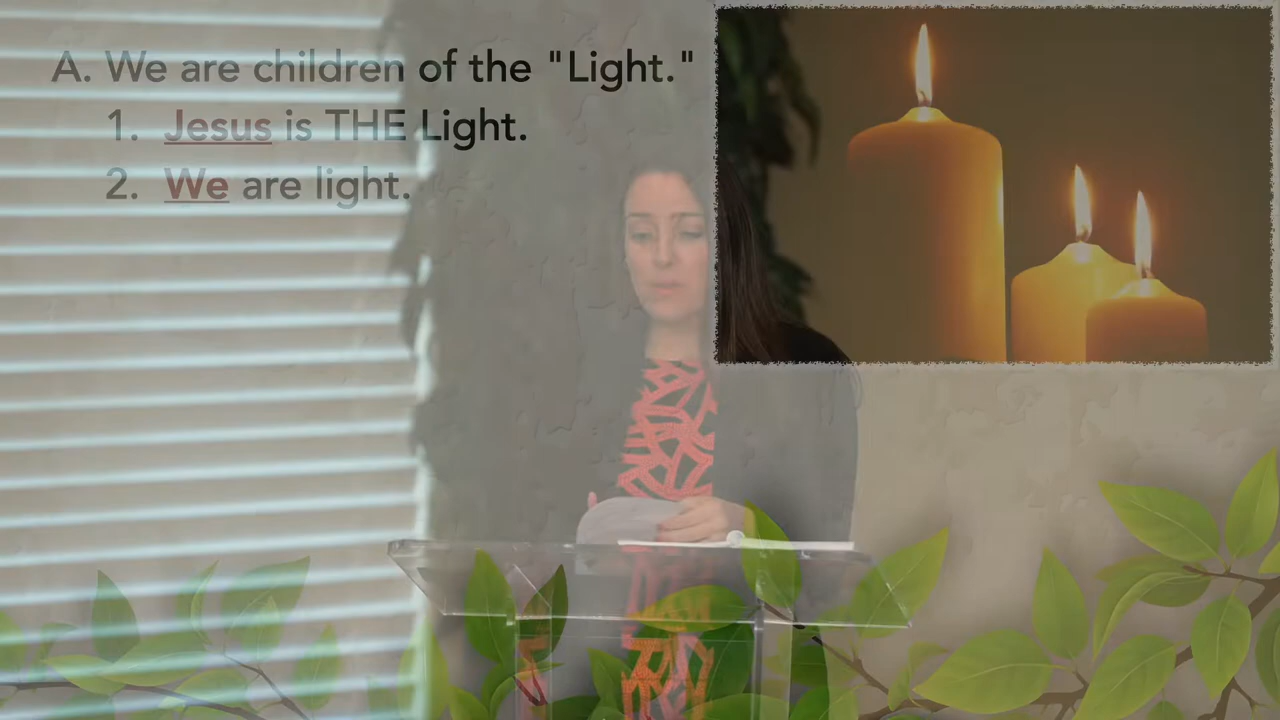 A. We are children of the "Light."
1. Jesus is THE Light.
2. We are light.